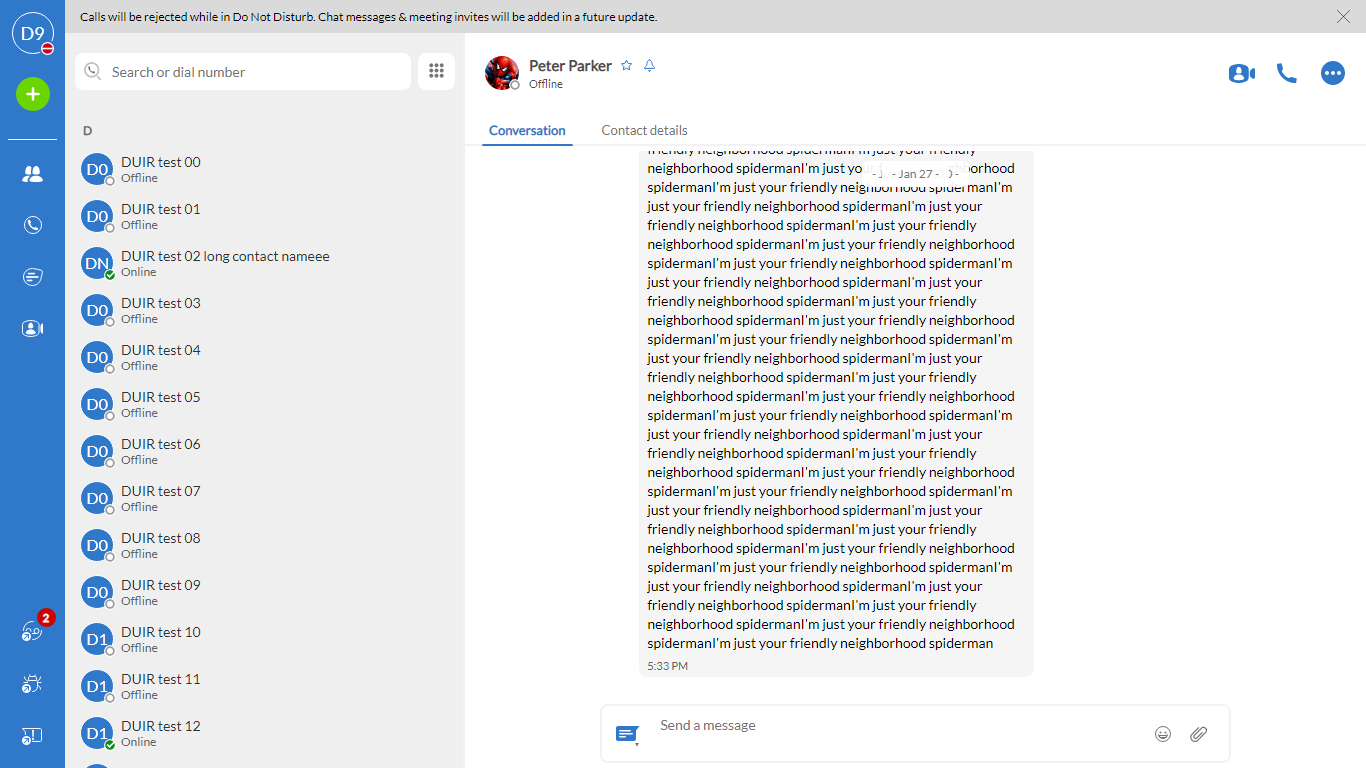 Calls will be rejected while in Do Not Disturb. Chat messages & meeting invites will be added in a future update.
D9
Search or dial number
D
D0
DUIR test 00
Offline
D0
DUIR test 01
Offline
DN
DUIR test 02 long contact nameee
Online
D0
DUIR test 03
Offline
D0
DUIR test 04
Offline
D0
DUIR test 05
Offline
D0
DUIR test 06
Offline
D0
DUIR test 07
Offline
D0
DUIR test 08
Offline
D0
DUIR test 09
Offline
D1
DUIR test 10
Offline
D1
DUIR test 11
Offline
D1
DUIR test 12
Online
2
Peter Parker
Offline
Conversation
Contact details
friendly neighborhood spidermanI'm just your friendly
neighborhood spidermanI'm just you
- Jan 27 -
spidermanI'm just your friendly neighborhood spidermanI'm
just your friendly neighborhood spidermanI'm just your
friendly neighborhood spidermanI'm just your friendly
neighborhood spidermanI'm just your friendly neighborhood
spidermanI'm just your friendly neighborhood spidermanI'm
just your friendly neighborhood spidermanI'm just your
friendly neighborhood spidermanI'm just your friendly
neighborhood spidermanI'm just your friendly neighborhood
spidermanI'm just your friendly neighborhood spidermanI'm
just your friendly neighborhood spidermanI'm just your
friendly neighborhood spidermanI'm just your friendly
neighborhood spidermanI'm just your friendly neighborhood
spidermanI'm just your friendly neighborhood spidermanI'm
just your friendly neighborhood spidermanI'm just your
friendly neighborhood spidermanI'm just your friendly
neighborhood spidermanI'm just your friendly neighborhood
spidermanI'm just your friendly neighborhood spidermanI'm
just your friendly neighborhood spidermanI'm just your
friendly neighborhood spidermanI'm just your friendly
neighborhood spidermanI'm just your friendly neighborhood
spidermanI'm just your friendly neighborhood spidermanI'm
just your friendly neighborhood spidermanI'm just your
friendly neighborhood spidermanI'm just your friendly
neighborhood spidermanI'm just your friendly neighborhood
spidermanI'm just your friendly neighborhood spiderman
5:33 PM
Send a message